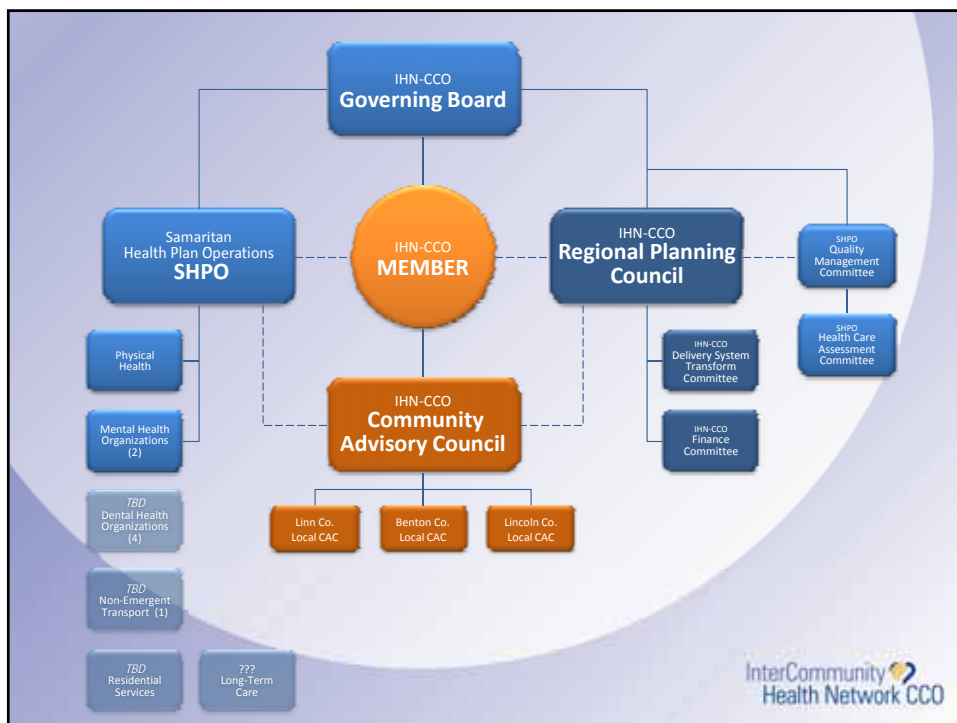 IHN-CCO
Governing Board
Samaritan
Health Plan Operations
SHPO
IHN-CCO
MEMBER
IHN-CCO
Regional Planning
Council
SHPO
Quality
Management
Committee
Physical
Health
IHN-CCO
Delivery System
Transform
Committee
SHPO
Health Care
Assessment
Committee
IHN-CCO
Community
Advisory Council
Mental Health
Organizations
(2)
IHN-CCO
Finance
Committee
TBD
Dental Health
Organizations
(4)
Linn Co.
Local CAC
Benton Co.
Local CAC
Lincoln Co.
Local CAC
TBD
Non-Emergent
Transport (1)
TBD
Residential
Services
???
Long-Term
Care
InterCommunity
Health Network CCO